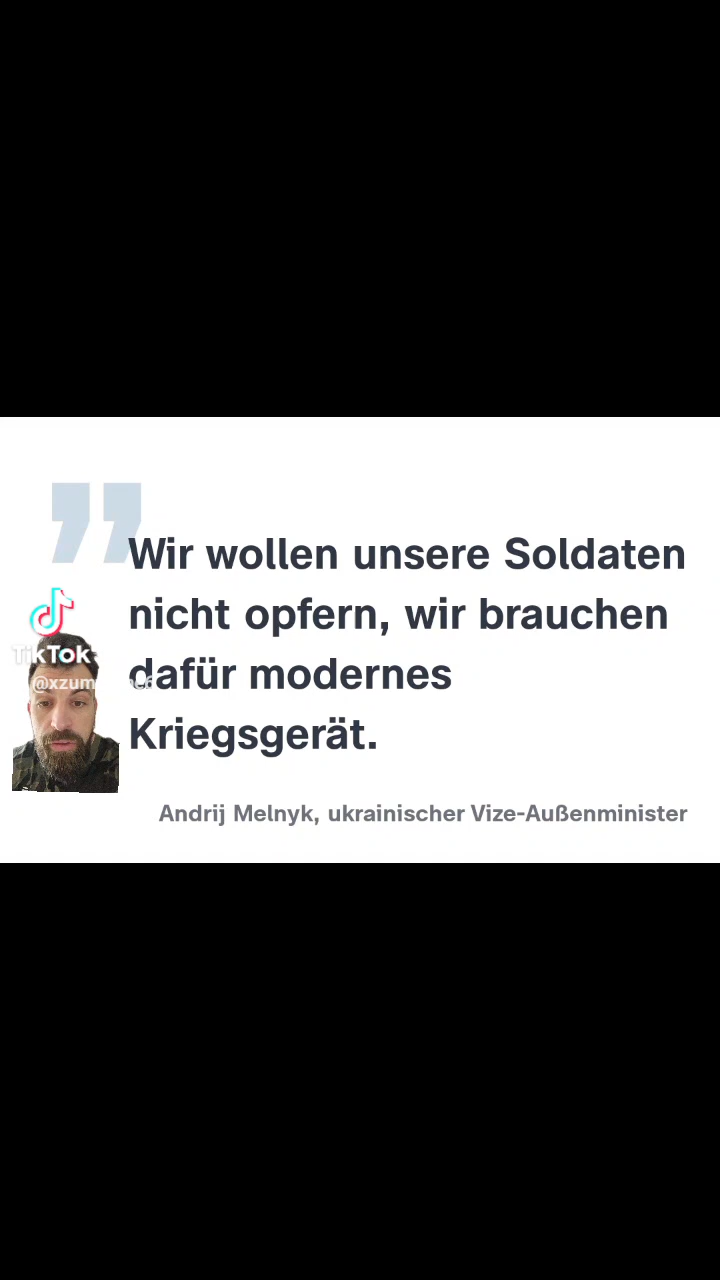 ”
Wir wollen unsere Soldaten
nicht opfern, wir brauchen
dafür modernes
Kriegsgerät.
TikTok
Andrij Melnyk, ukrainischer Vize-Außenminister